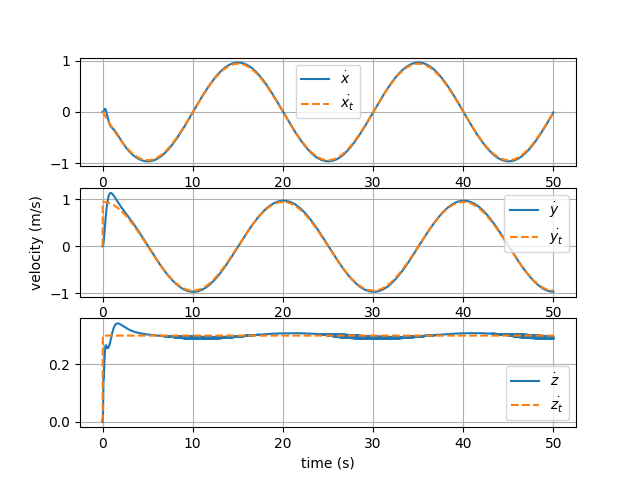 1
0
−1
ẋ
ẋₜ
0 10 20 30 40 50
velocity (m/s)
1
0
−1
ẏ
ẏₜ
0 10 20 30 40 50
0.2
0.0
ż
żₜ
0 10 20 30 40 50
time (s)